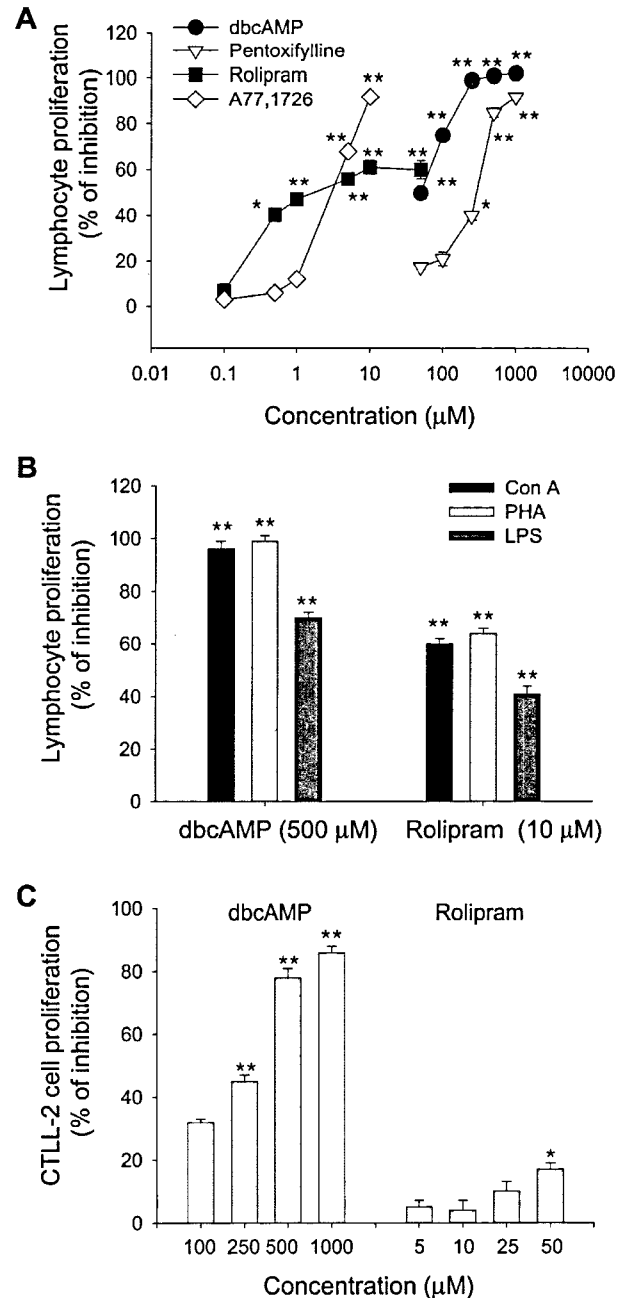 A
dbcAMP
Pentoxifylline
Rolipram
A77,1726
Lymphocyte proliferation
(% of inhibition)
120
100
80
60
40
20
0
** ** **
**
**
**
** **
* ** ** **
** *
** **
0.01 0.1 1 10 100 1000 10000
Concentration (μM)
B
Con A
PHA
LPS
Lymphocyte proliferation
(% of inhibition)
120
100
80
60
40
20
0
** ** ** ** ** **
dbcAMP (500 μM) Rolipram (10 μM)
C
dbcAMP Rolipram
CTLL-2 cell proliferation
(% of inhibition)
100
80
60
40
20
0
** ** ** *
100 250 500 1000 5 10 25 50
Concentration (μM)